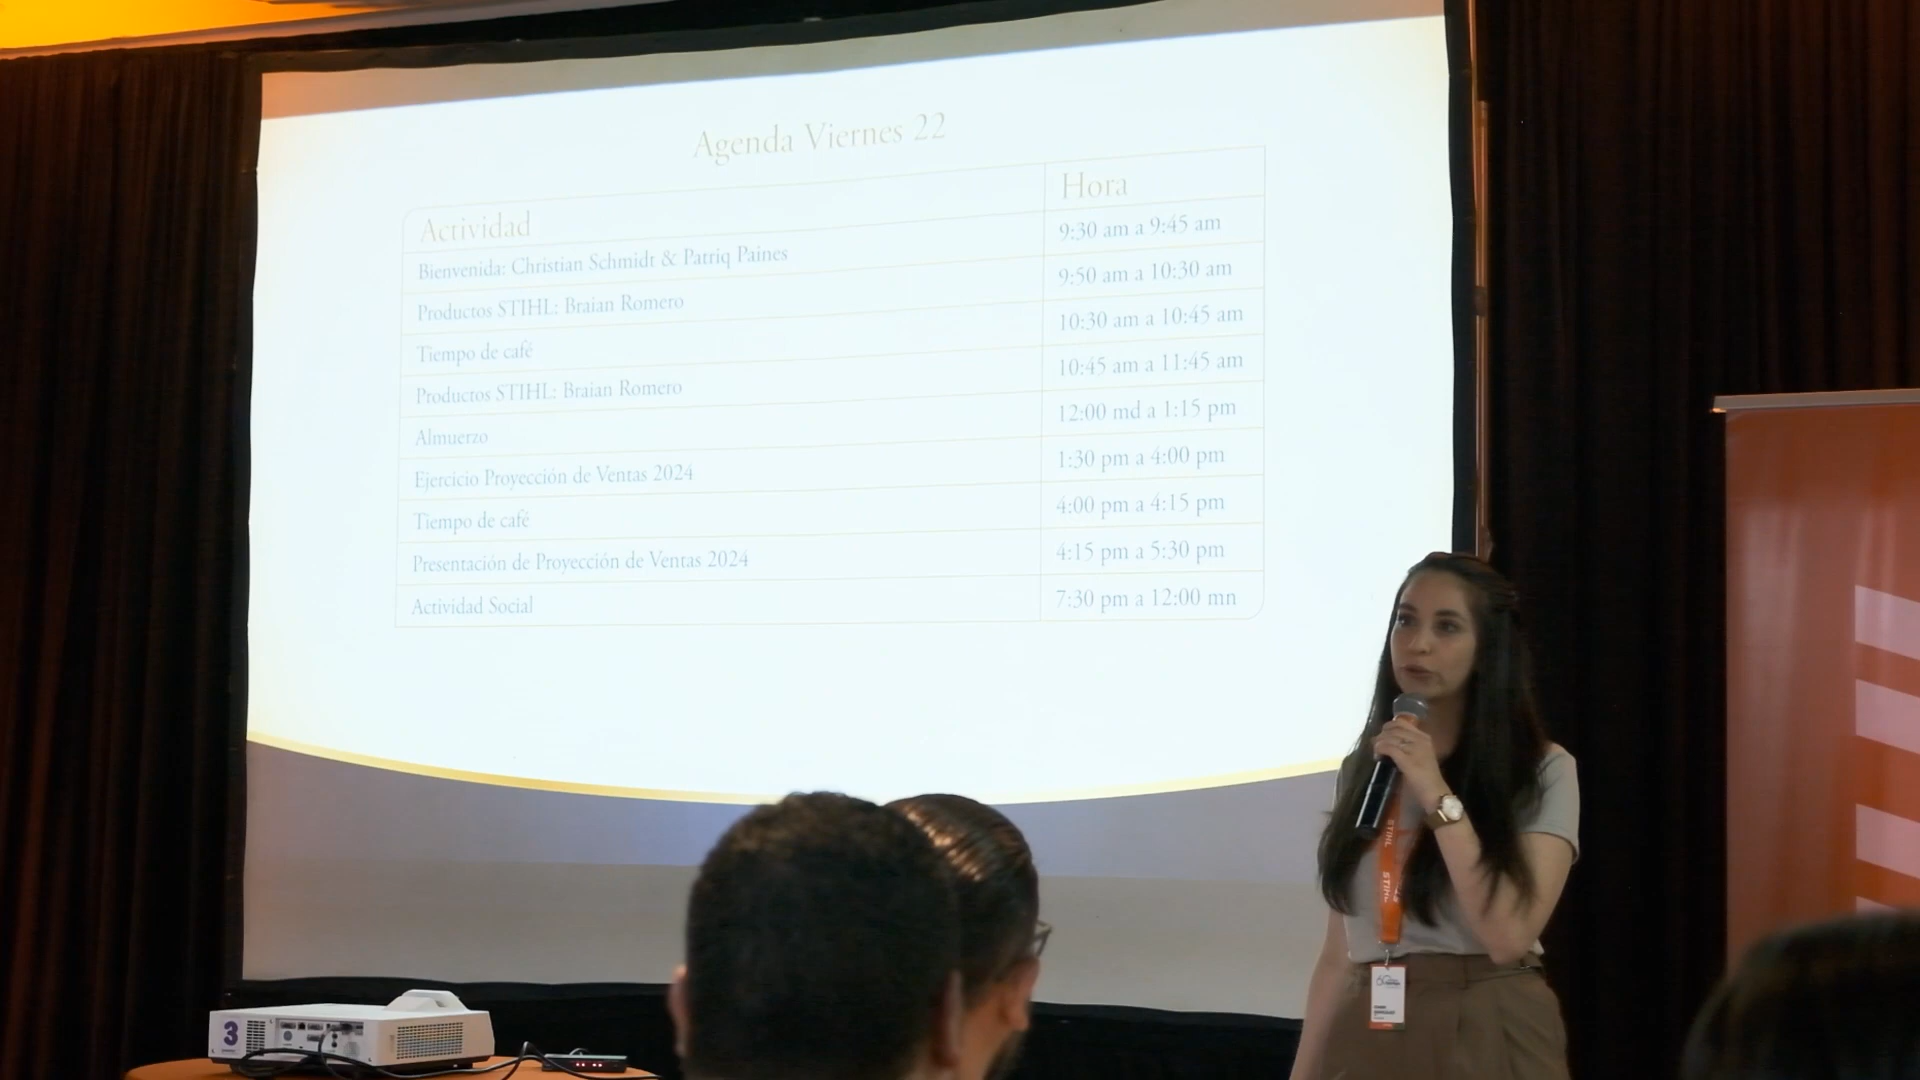 Agenda Viernes 22
Actividad Hora
Bienvenida: Christian Schmidt & Patriq Paines 9:30 am a 9:45 am
Productos STIHL: Braian Romero 9:50 am a 10:30 am
Tiempo de café 10:30 am a 10:45 am
Productos STIHL: Braian Romero 10:45 am a 11:45 am
Almuerzo 12:00 md a 1:15 pm
Ejercicio Proyección de Ventas 2024 1:30 pm a 4:00 pm
Tiempo de café 4:00 pm a 4:15 pm
Presentación de Proyección de Ventas 2024 4:15 pm a 5:30 pm
Actividad Social 7:30 pm a 12:00 mn
STIHL
STIHL
3